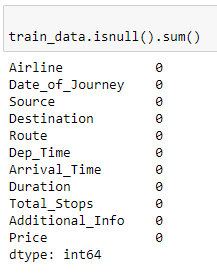 train_data.isnull().sum()
Airline 0
Date_of_Journey 0
Source 0
Destination 0
Route 0
Dep_Time 0
Arrival_Time 0
Duration 0
Total_Stops 0
Additional_Info 0
Price 0
dtype: int64